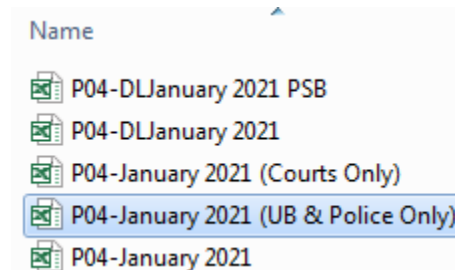 Name
P04-DLJanuary 2021 PSB
P04-DLJanuary 2021
P04-January 2021 (Courts Only)
P04-January 2021 (UB & Police Only)
P04-January 2021